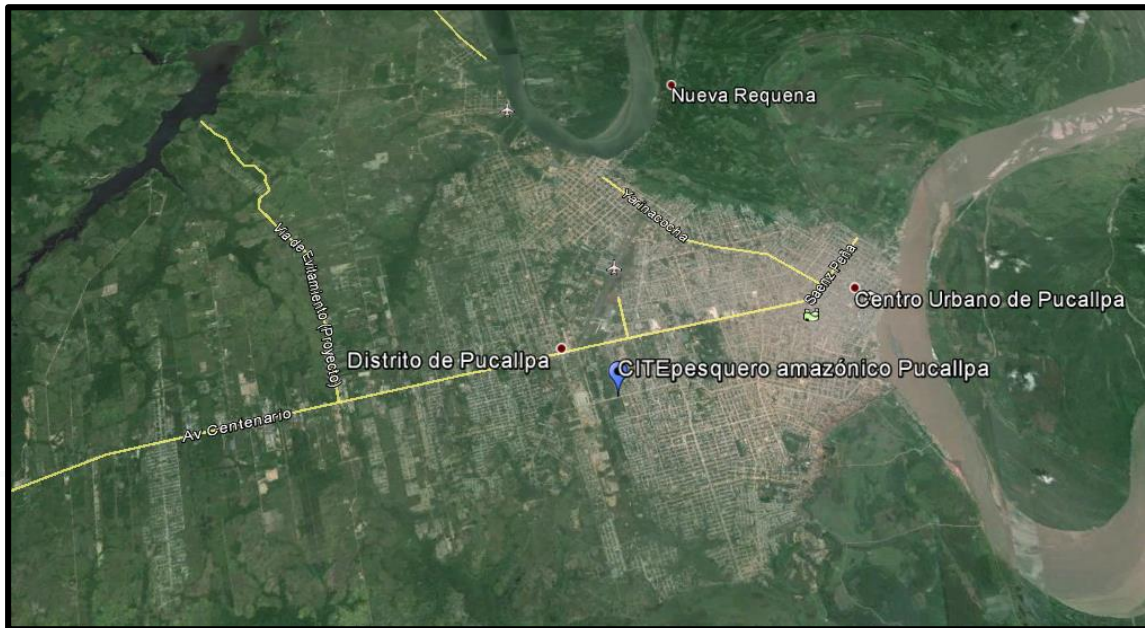 Nueva Requena
Yarinacocha
Saenz Peña
Centro Urbano de Pucallpa
Via de Evitamiento (Proyecto)
Distrito de Pucallpa
CITEpesquero amazónico Pucallpa
Av Centenario